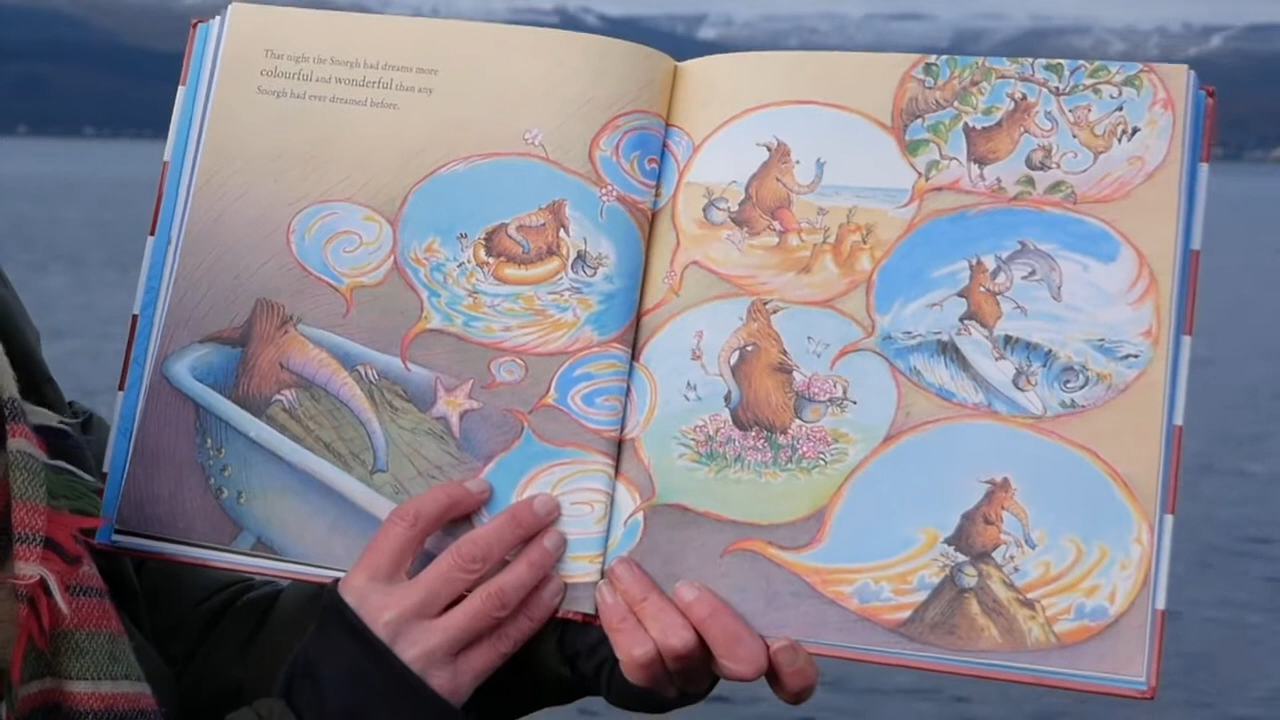 That night the Snorgh had dreams more
colourful and wonderful than any
Snorgh had ever dreamed before.